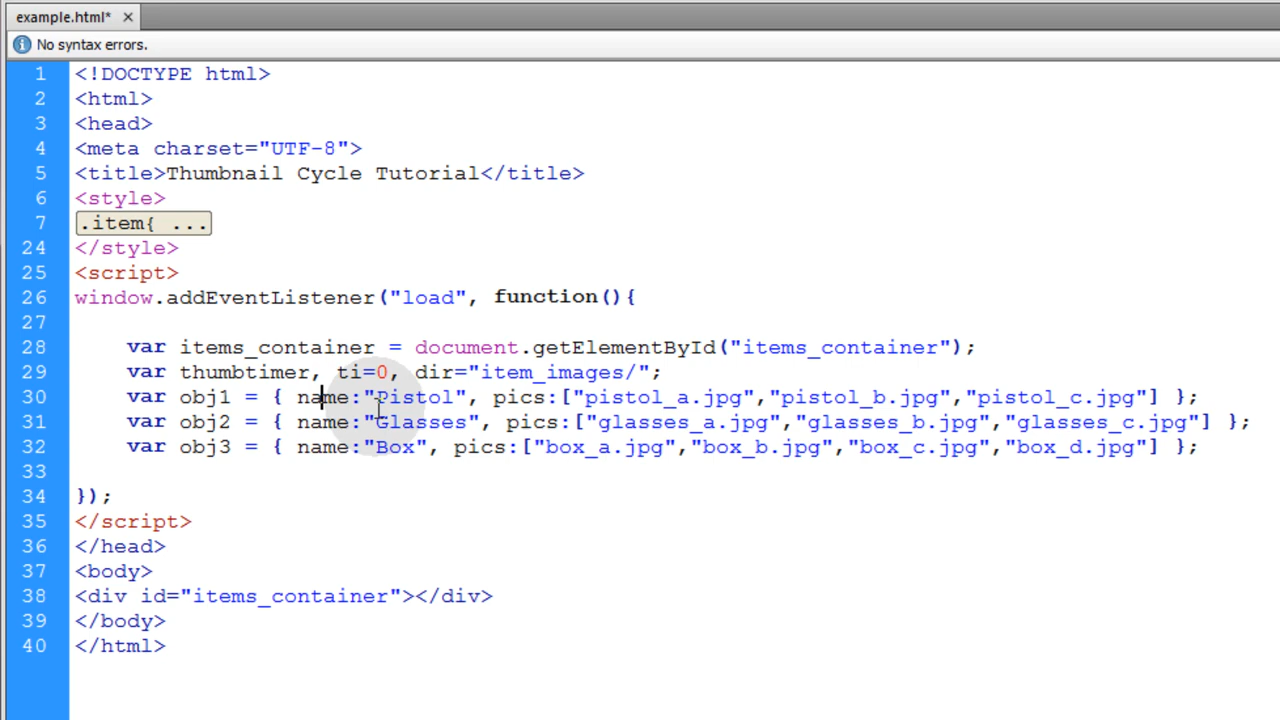 example.html* ×
No syntax errors.
1 <!DOCTYPE html>
2 <html>
3 <head>
4 <meta charset="UTF-8">
5 <title>Thumbnail Cycle Tutorial</title>
6 <style>
7 .item{ ...
24 </style>
25 <script>
26 window.addEventListener("load", function(){
27
28 var items_container = document.getElementById("items_container");
29 var thumbtimer, ti=0, dir="item_images/";
30 var obj1 = { name:"Pistol", pics:["pistol_a.jpg","pistol_b.jpg","pistol_c.jpg"] };
31 var obj2 = { name:"Glasses", pics:["glasses_a.jpg","glasses_b.jpg","glasses_c.jpg"] };
32 var obj3 = { name:"Box", pics:["box_a.jpg","box_b.jpg","box_c.jpg","box_d.jpg"] };
33
34 });
35 </script>
36 </head>
37 <body>
38 <div id="items_container"></div>
39 </body>
40 </html>